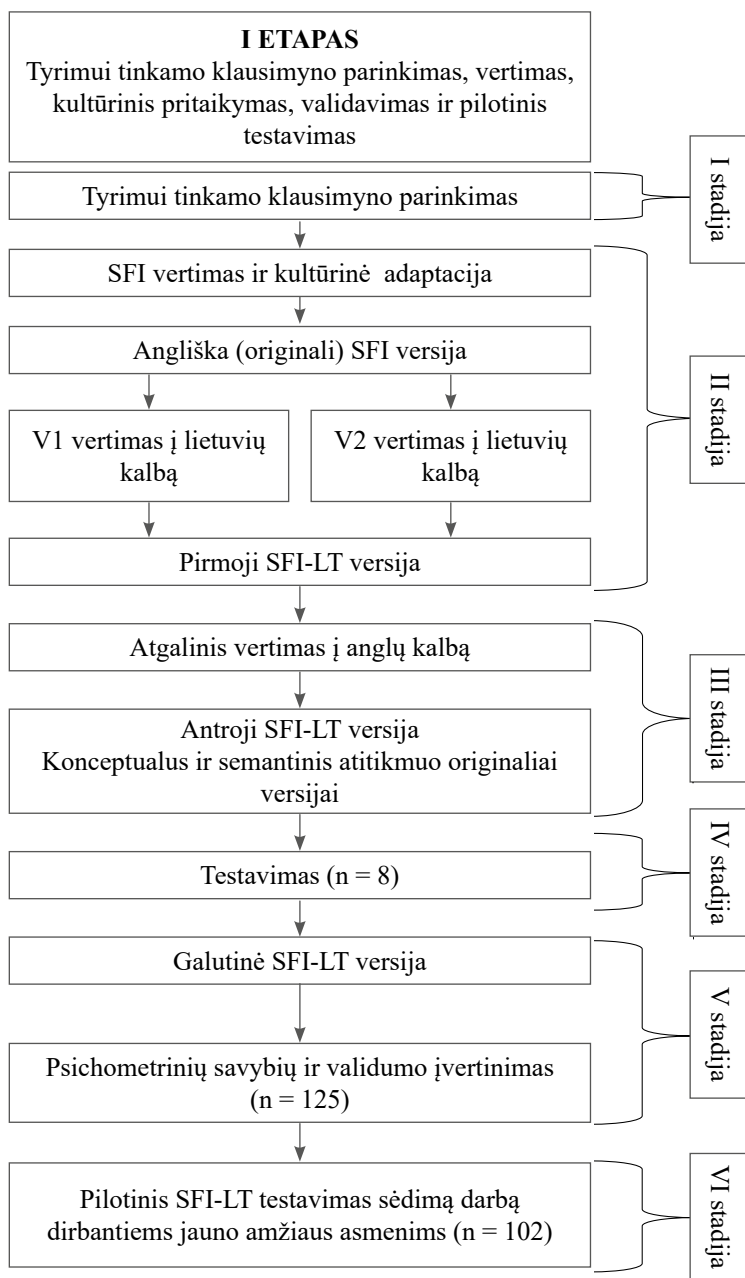 I ETAPAS
Tyrimui tinkamo klausimyno parinkimas, vertimas,
kultūrinis pritaikymas, validavimas ir pilotinis
testavimas
Tyrimui tinkamo klausimyno parinkimas
I stadija
SFI vertimas ir kultūrinė adaptacija
Angliška (originali) SFI versija
V1 vertimas į lietuvių
kalbą
V2 vertimas į lietuvių
kalbą
Pirmoji SFI-LT versija
II stadija
Atgalinis vertimas į anglų kalbą
Antroji SFI-LT versija
Konceptualus ir semantinis atitikmuo originaliai
versijai
III stadija
Testavimas (n = 8)
IV stadija
Galutinė SFI-LT versija
Psichometrinių savybių ir validumo įvertinimas
(n = 125)
V stadija
Pilotinis SFI-LT testavimas sėdimą darbą
dirbantiems jauno amžiaus asmenims (n = 102)
VI stadija